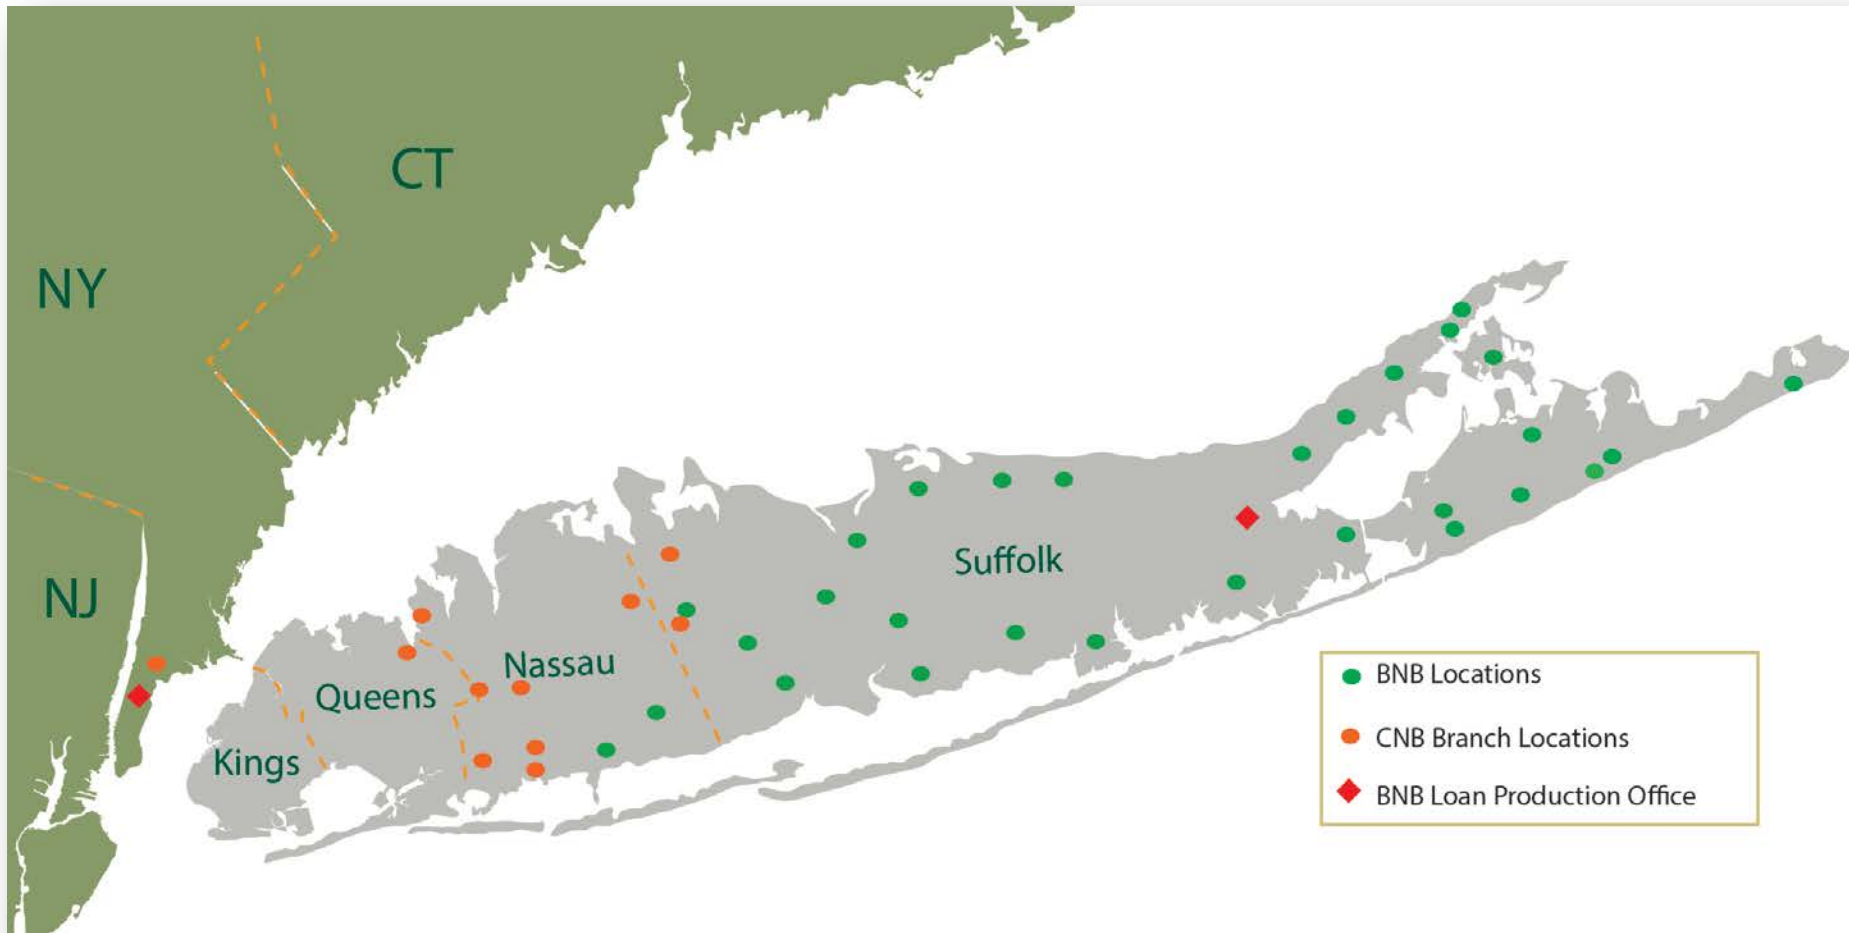 CT
NY
NJ
Suffolk
Nassau
Queens
Kings
BNB Locations
CNB Branch Locations
BNB Loan Production Office